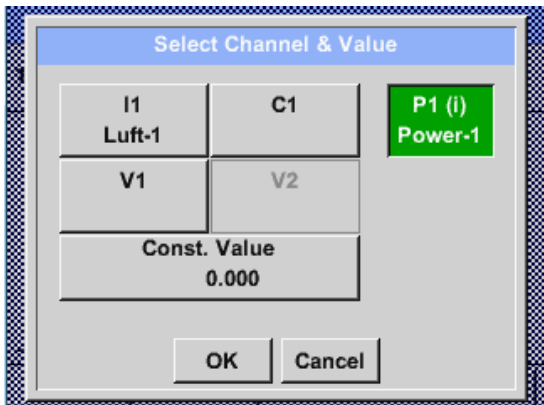 Select Channel & Value
I1
Luft-1
C1
P1 (i)
Power-1
V1
V2
Const. Value
0.000
OK
Cancel